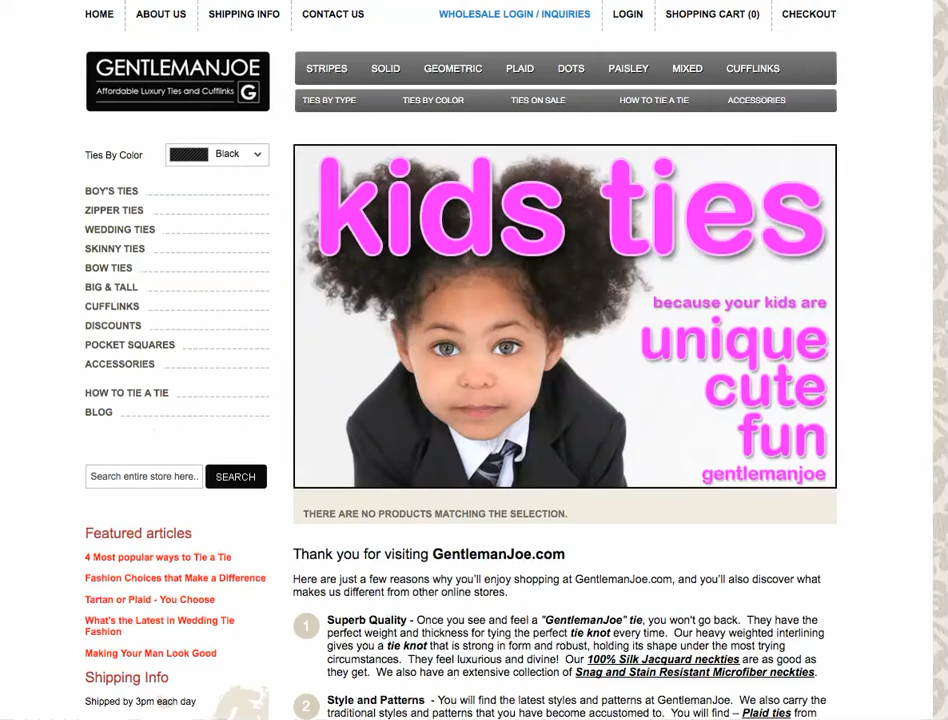 HOME ABOUT US SHIPPING INFO CONTACT US WHOLESALE LOGIN / INQUIRIES LOGIN SHOPPING CART (0) CHECKOUT
GENTLEMANJOE
Affordable Luxury Ties and Cufflinks G
STRIPES SOLID GEOMETRIC PLAID DOTS PAISLEY MIXED CUFFLINKS
TIES BY TYPE TIES BY COLOR TIES ON SALE HOW TO TIE A TIE ACCESSORIES
Ties By Color Black
BOY'S TIES
ZIPPER TIES
WEDDING TIES
SKINNY TIES
BOW TIES
BIG & TALL
CUFFLINKS
DISCOUNTS
POCKET SQUARES
ACCESSORIES
HOW TO TIE A TIE
BLOG
Search entire store here.. SEARCH
Featured articles
4 Most popular ways to Tie a Tie
Fashion Choices that Make a Difference
Tartan or Plaid - You Choose
What's the Latest in Wedding Tie
Fashion
Making Your Man Look Good
Shipping Info
Shipped by 3pm each day
kids ties
because your kids are
unique
cute
fun
gentlemanjoe
THERE ARE NO PRODUCTS MATCHING THE SELECTION.
Thank you for visiting GentlemanJoe.com
Here are just a few reasons why you'll enjoy shopping at GentlemanJoe.com, and you'll also discover what
makes us different from other online stores.
1 Superb Quality - Once you see and feel a "GentlemanJoe" tie, you won't go back. They have the
perfect weight and thickness for tying the perfect tie knot every time. Our heavy weighted interlining
gives you a tie knot that is strong in form and robust, holding its shape under the most trying
circumstances. They feel luxurious and divine! Our 100% Silk Jacquard neckties are as good as
they get. We also have an extensive collection of Snag and Stain Resistant Microfiber neckties.
2 Style and Patterns - You will find the latest styles and patterns at GentlemanJoe. We also carry the
traditional styles and patterns that you have become accustomed to. You will find – Plaid ties from